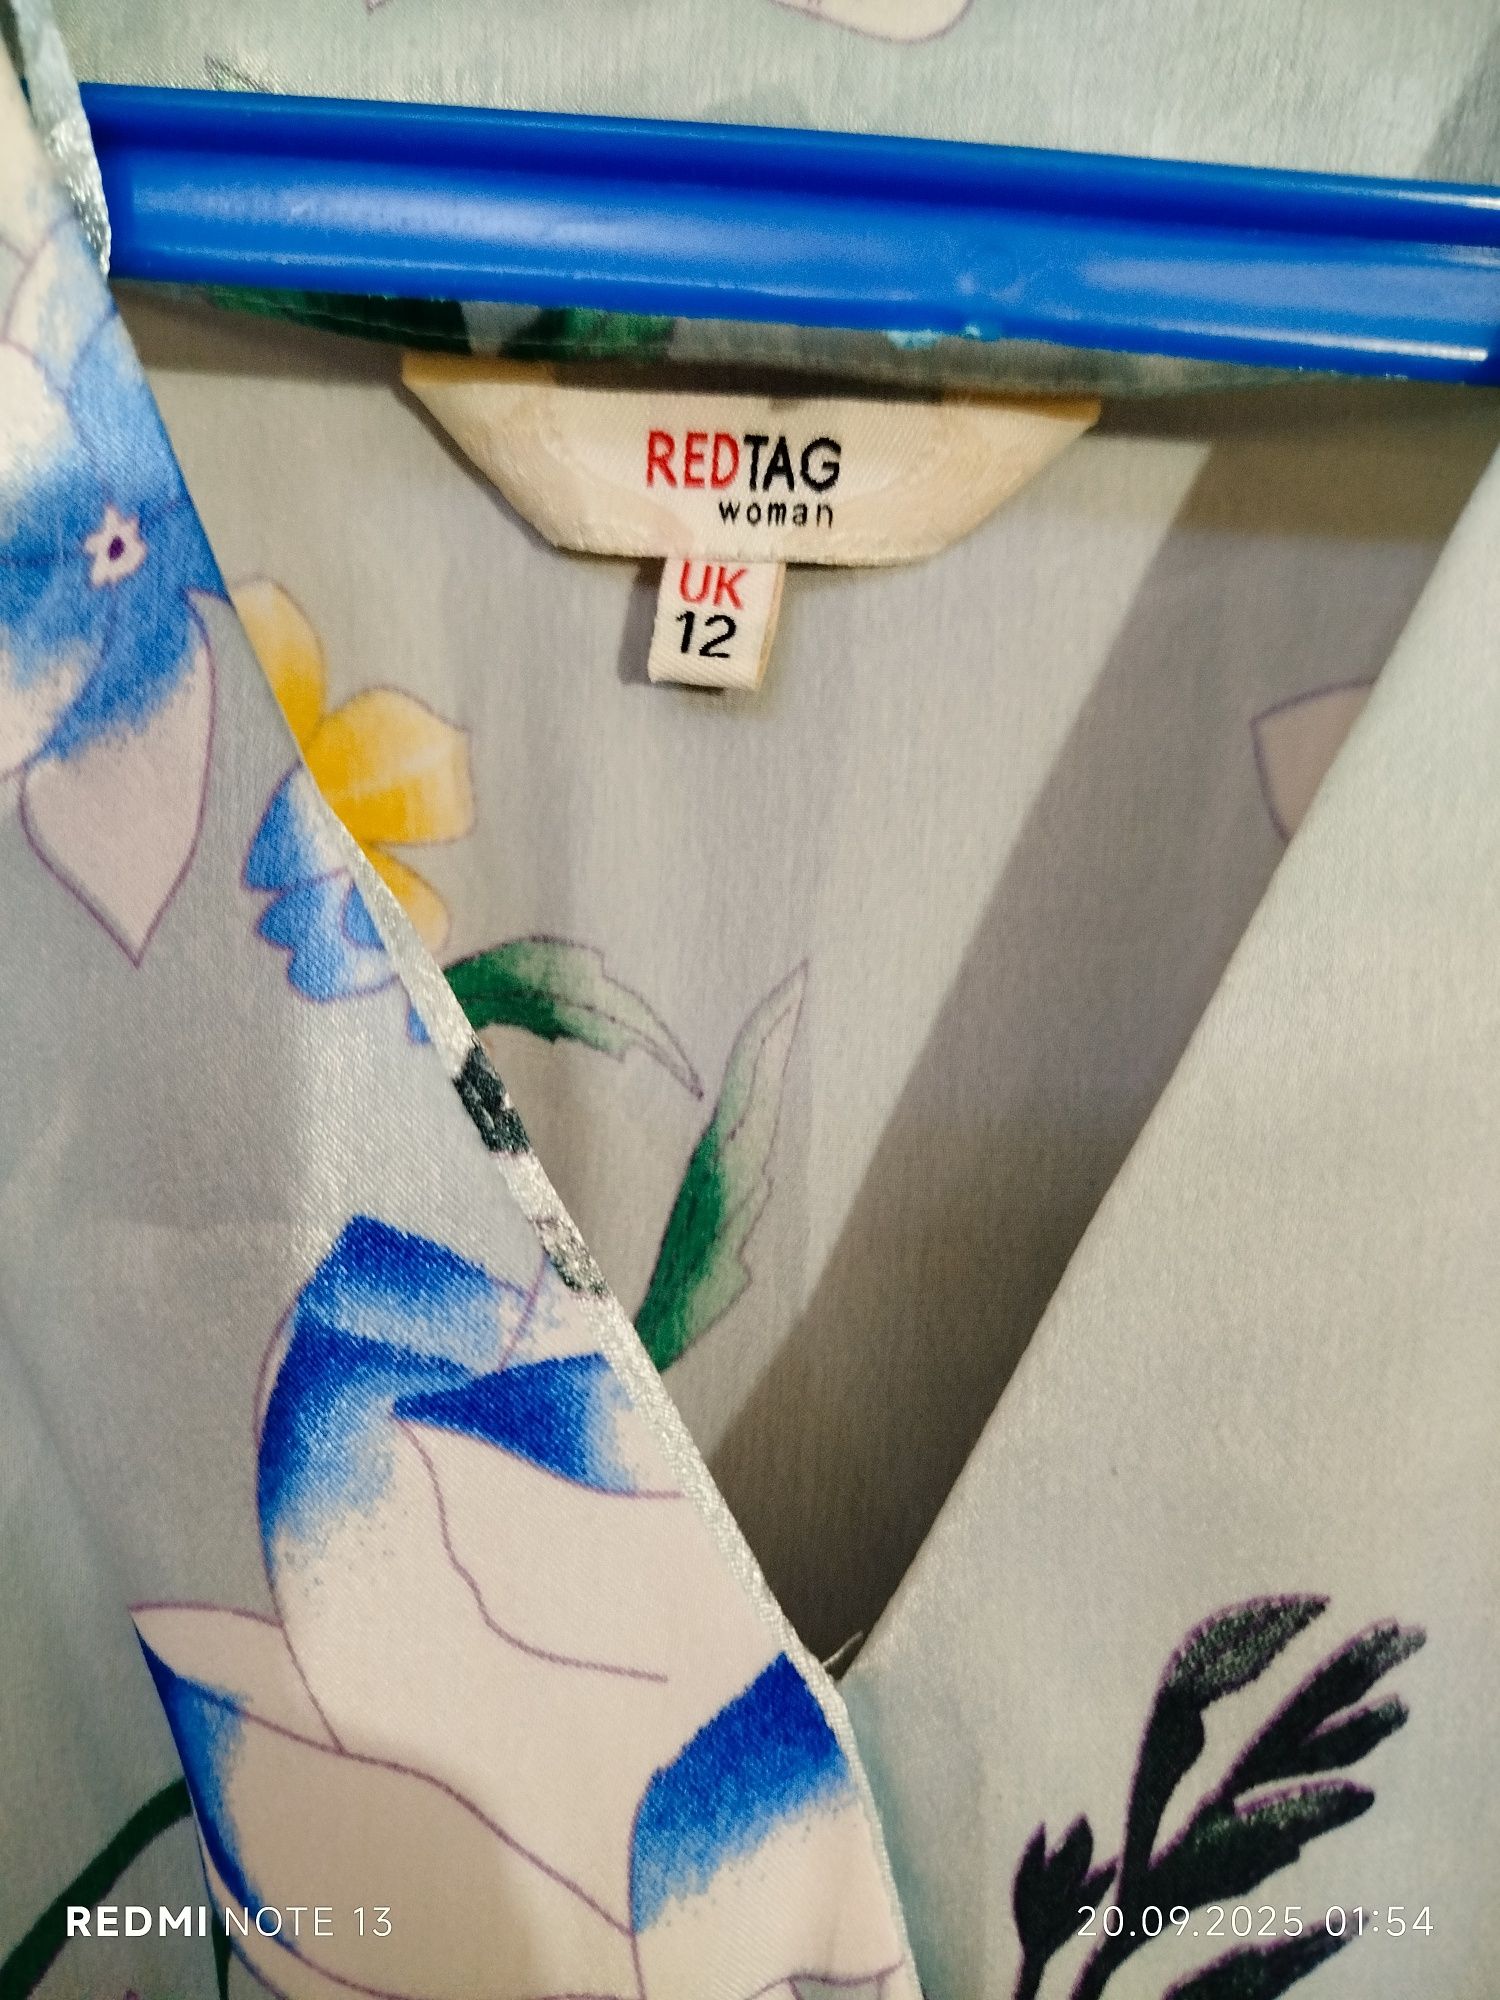 REDTAG
woman
UK
12
REDMI NOTE 13
20.09.2025 01:54